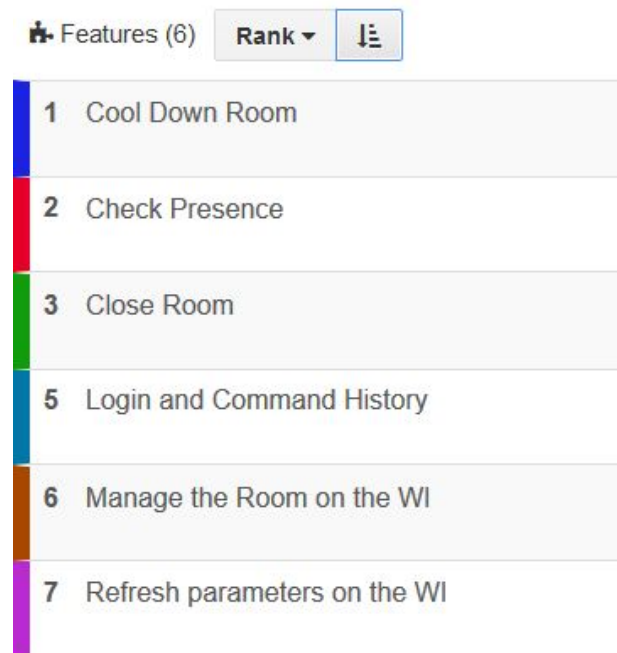 Features (6) Rank
1 Cool Down Room
2 Check Presence
3 Close Room
5 Login and Command History
6 Manage the Room on the WI
7 Refresh parameters on the WI